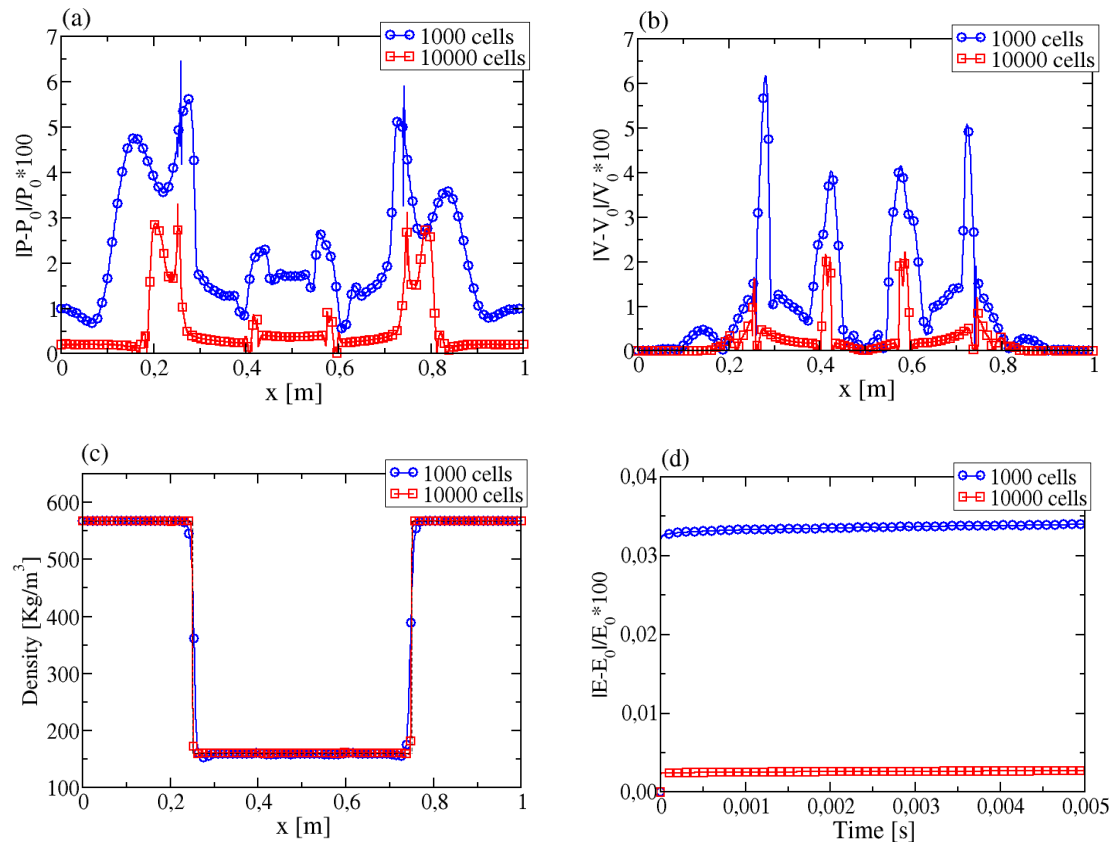 (a)
1000 cells
10000 cells
|P-P0|/P0*100
7
6
5
4
3
2
1
0
0
0,2
0,4
0,6
0,8
1
x [m]
(b)
1000 cells
10000 cells
|V-V0|/V0*100
7
6
5
4
3
2
1
0
0
0,2
0,4
0,6
0,8
1
x [m]
(c)
1000 cells
10000 cells
Density [Kg/m3]
600
500
400
300
200
100
0
0,2
0,4
0,6
0,8
1
x [m]
(d)
1000 cells
10000 cells
|E-E0|/E0*100
0,04
0,03
0,02
0,01
0,00
0
0,001
0,002
0,003
0,004
0,005
Time [s]